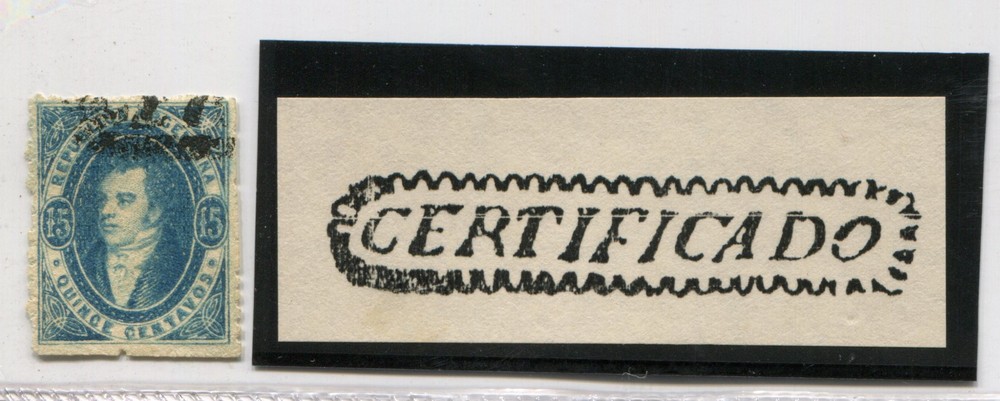 REPUBLICA ARGENTINA
15 15
QUINCE CENTAVOS
CERTIFICADO